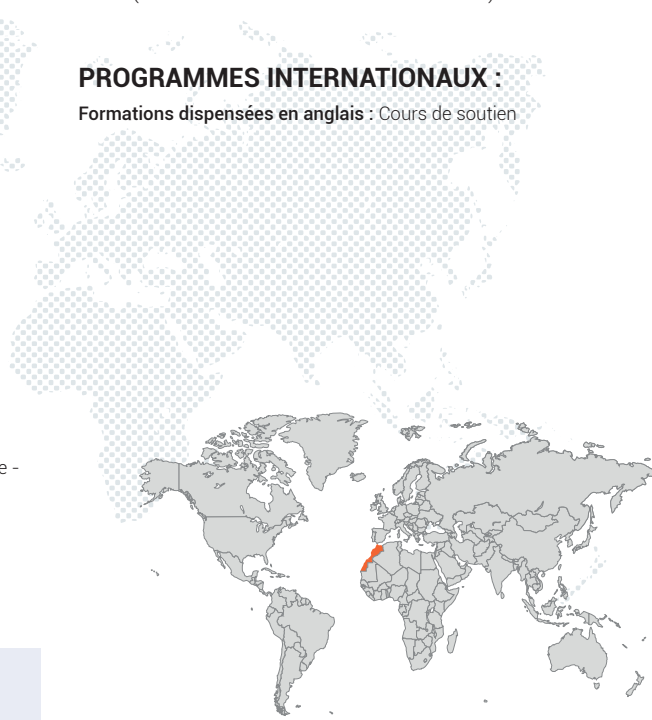 PROGRAMMES INTERNATIONAUX :
Formations dispensées en anglais : Cours de soutien
e -